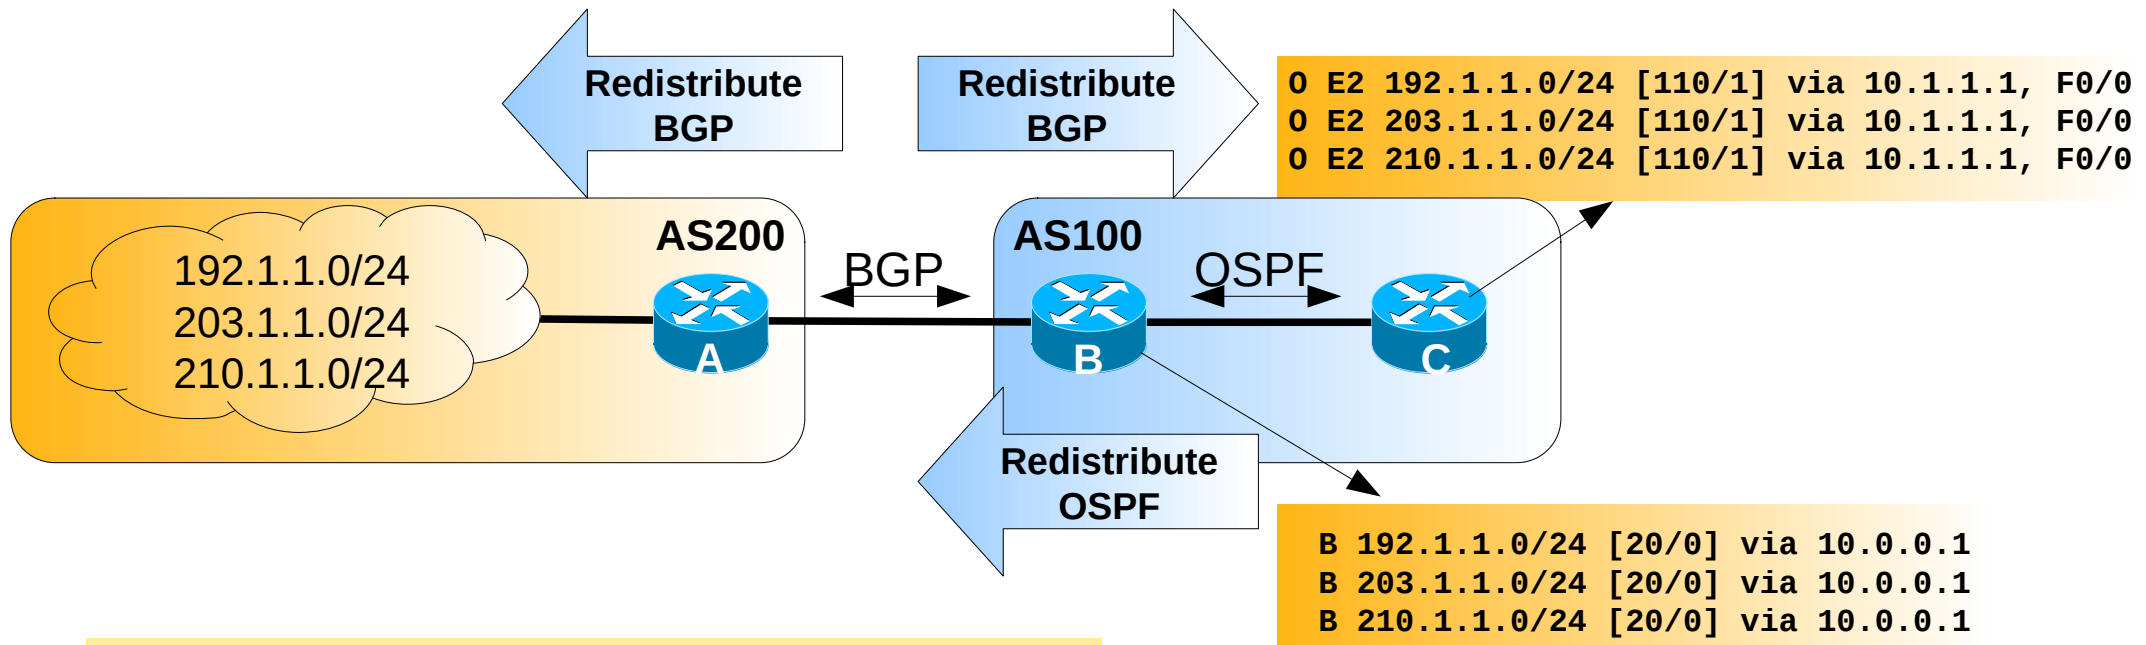 Redistribute
BGP
Redistribute
BGP
O E2 192.1.1.0/24 [110/1] via 10.1.1.1, F0/0
O E2 203.1.1.0/24 [110/1] via 10.1.1.1, F0/0
O E2 210.1.1.0/24 [110/1] via 10.1.1.1, F0/0
AS200
AS100
192.1.1.0/24
203.1.1.0/24
210.1.1.0/24
BGP
OSPF
A
B
C
Redistribute
OSPF
B 192.1.1.0/24 [20/0] via 10.0.0.1
B 203.1.1.0/24 [20/0] via 10.0.0.1
B 210.1.1.0/24 [20/0] via 10.0.0.1